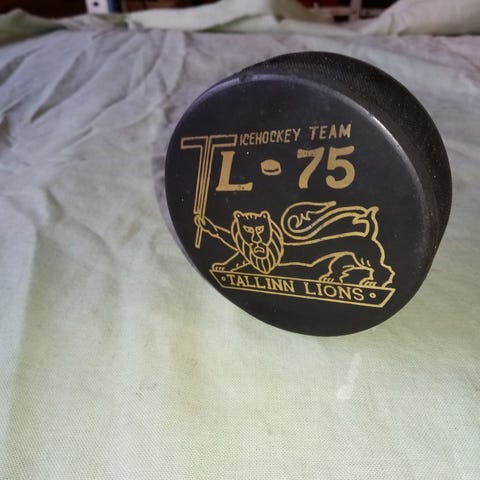 ICEHOCKEY TEAM
TL • 75
• TALLINN LIONS •